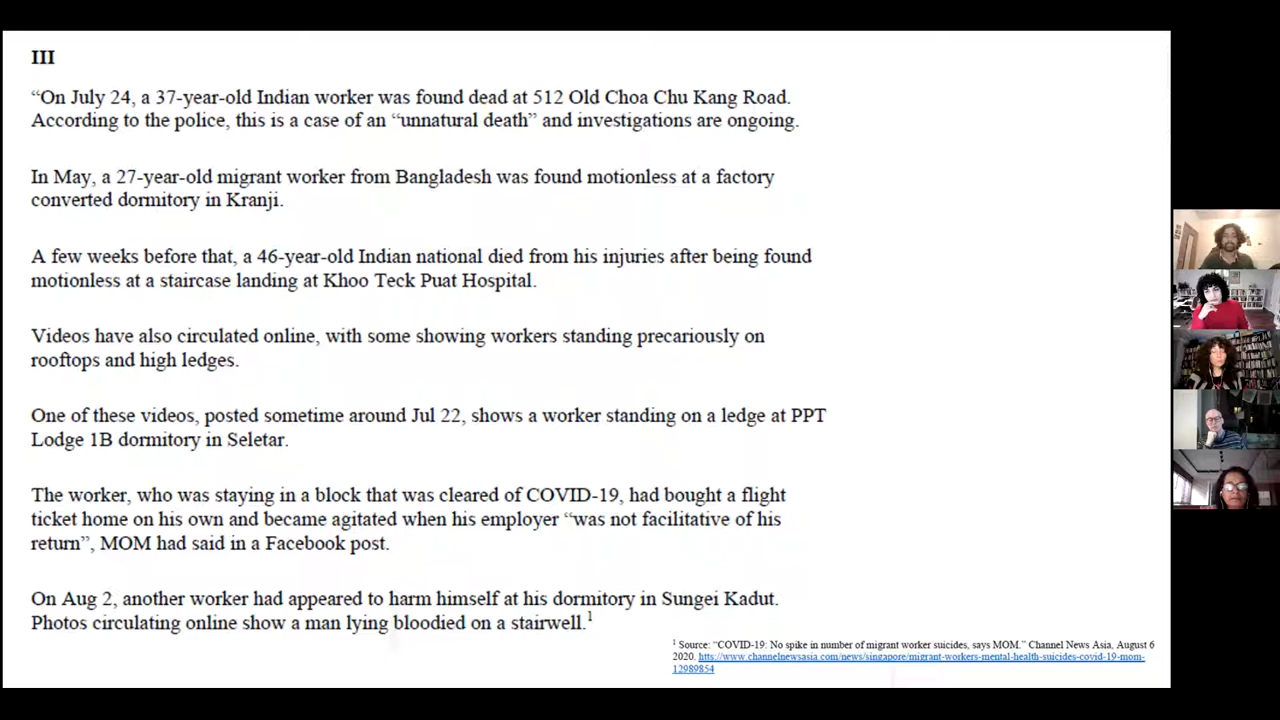 III
“On July 24, a 37-year-old Indian worker was found dead at 512 Old Choa Chu Kang Road.
According to the police, this is a case of an “unnatural death” and investigations are ongoing.
In May, a 27-year-old migrant worker from Bangladesh was found motionless at a factory
converted dormitory in Kranji.
A few weeks before that, a 46-year-old Indian national died from his injuries after being found
motionless at a staircase landing at Khoo Teck Puat Hospital.
Videos have also circulated online, with some showing workers standing precariously on
rooftops and high ledges.
One of these videos, posted sometime around Jul 22, shows a worker standing on a ledge at PPT
Lodge 1B dormitory in Seletar.
The worker, who was staying in a block that was cleared of COVID-19, had bought a flight
ticket home on his own and became agitated when his employer “was not facilitative of his
return”, MOM had said in a Facebook post.
On Aug 2, another worker had appeared to harm himself at his dormitory in Sungei Kadut.
Photos circulating online show a man lying bloodied on a stairwell.1
1 Source: “COVID-19: No spike in number of migrant worker suicides, says MOM.” Channel News Asia, August 6
2020. htts://www.channelnewsasia.com/news/singapore/migrant-workers-mental-health-suicides-covid-19-mom-
12989854